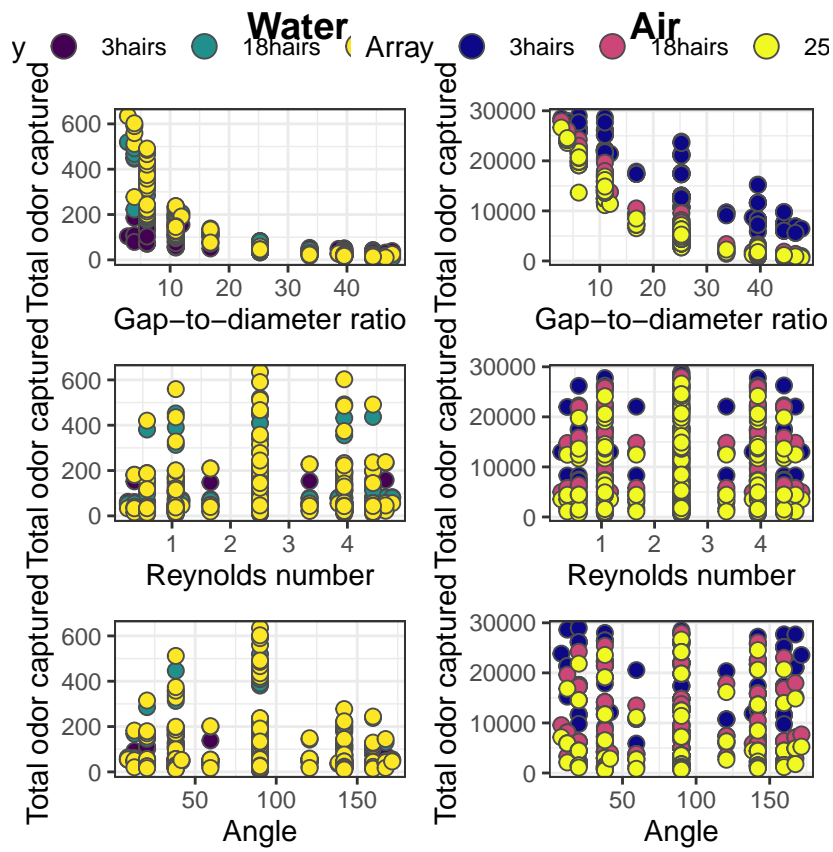 Water
Air
y 3hairs 18hairs
Array 3hairs 18hairs 25
Total odor captured
600
400
200
0
10 20 30 40
Gap−to−diameter ratio
Total odor captured
30000
20000
10000
0
10 20 30 40
Gap−to−diameter ratio
Total odor captured
600
400
200
0
1 2 3 4
Reynolds number
Total odor captured
30000
20000
10000
0
1 2 3 4
Reynolds number
Total odor captured
600
400
200
0
50 100 150
Angle
Total odor captured
30000
20000
10000
0
50 100 150
Angle